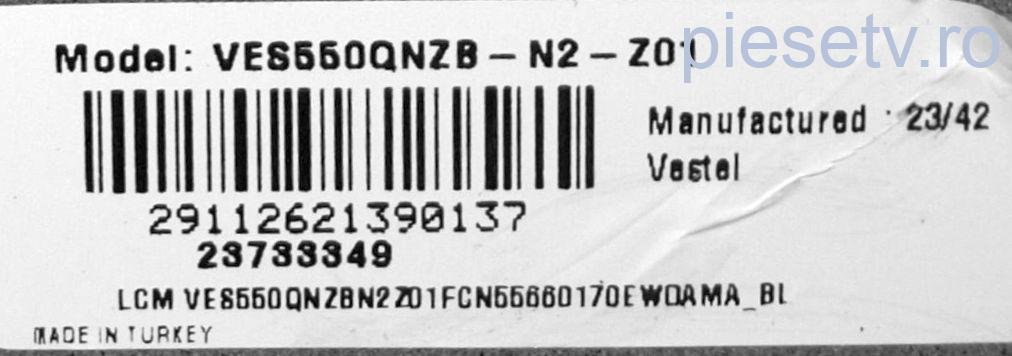 Model: VES550QNZB - N2 - Z01
piesetv.ro
Manufactured : 23/42
Vestel
29112621390137
23733349
LCM VES550QNZBN2Z01FCN55660170EWDAMA_BL
MADE IN TURKEY